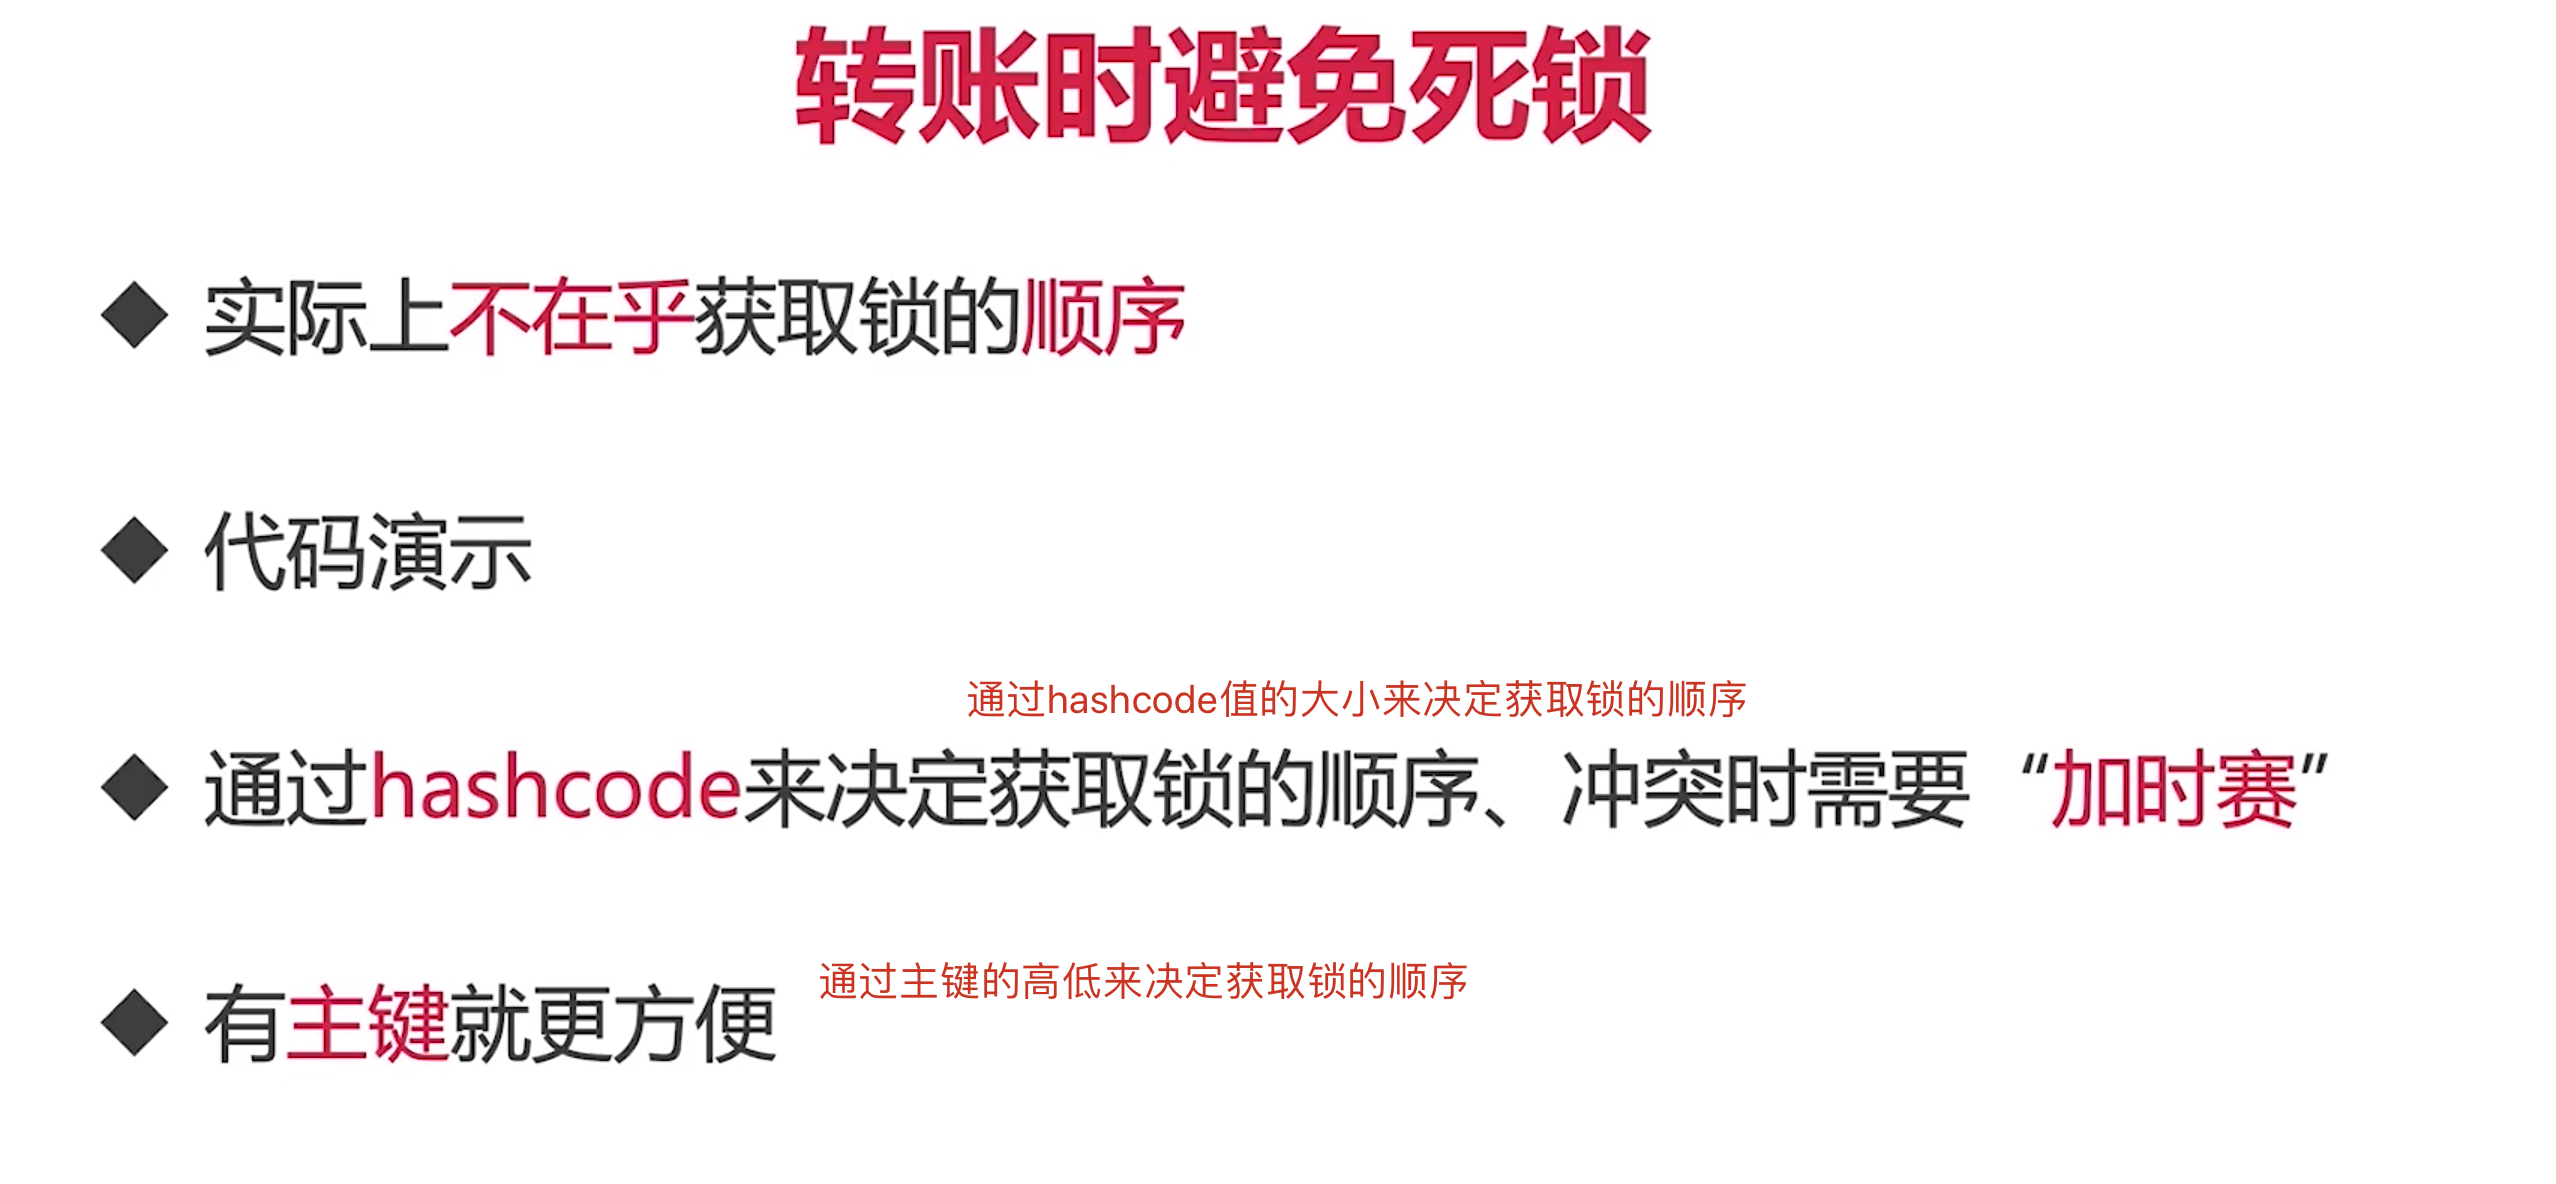 转账时避免死锁
◆ 实际上不在乎获取锁的顺序
◆ 代码演示
通过hashcode值的大小来决定获取锁的顺序
◆ 通过hashcode来决定获取锁的顺序、冲突时需要“加时赛”
◆ 有主键就更方便 通过主键的高低来决定获取锁的顺序